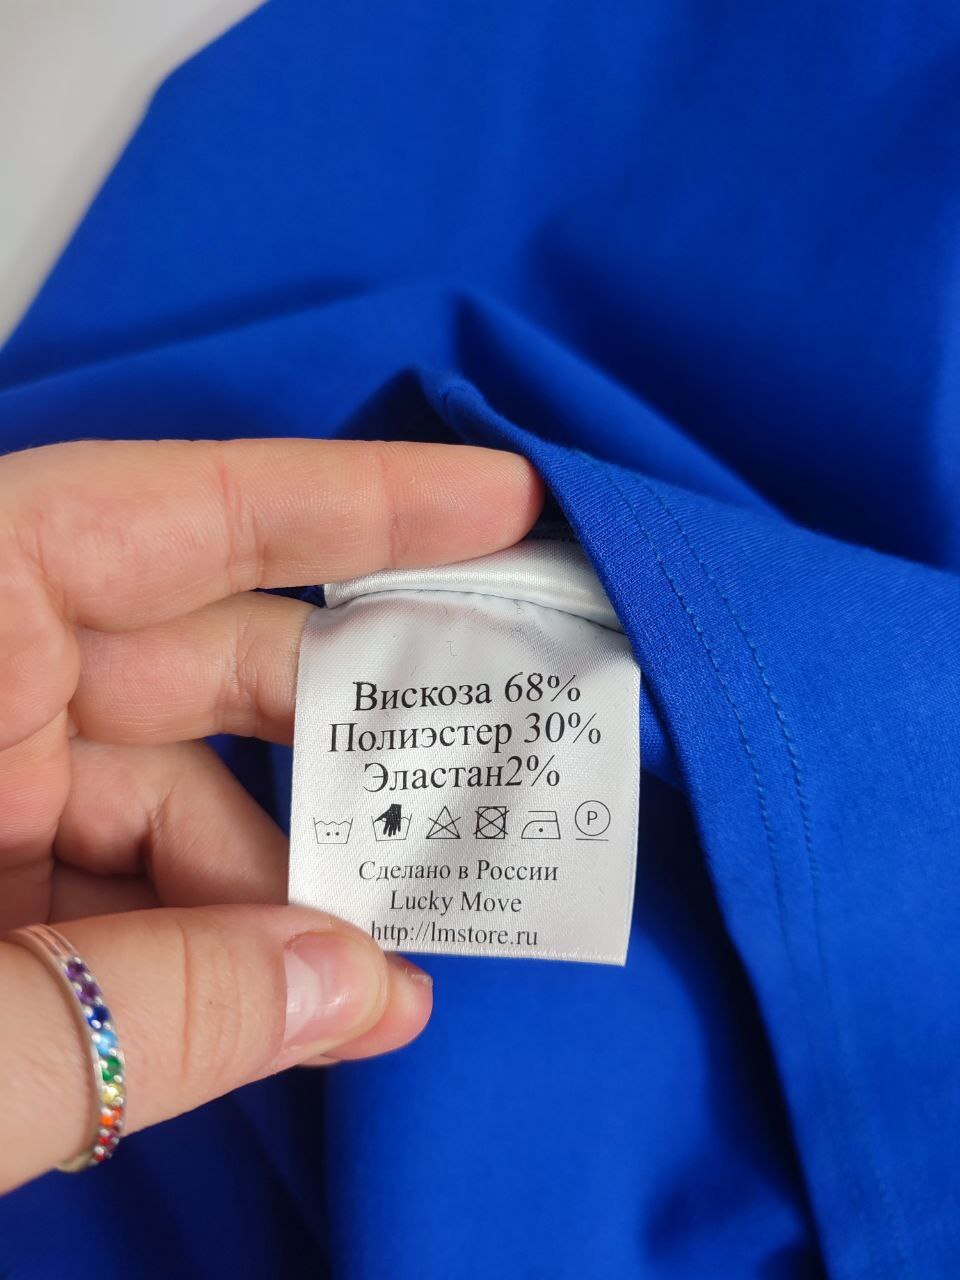 Вискоза 68%
Полиэстер 30%
Эластан2%
P
Сделано в России
Lucky Move
http://lmstore.ru